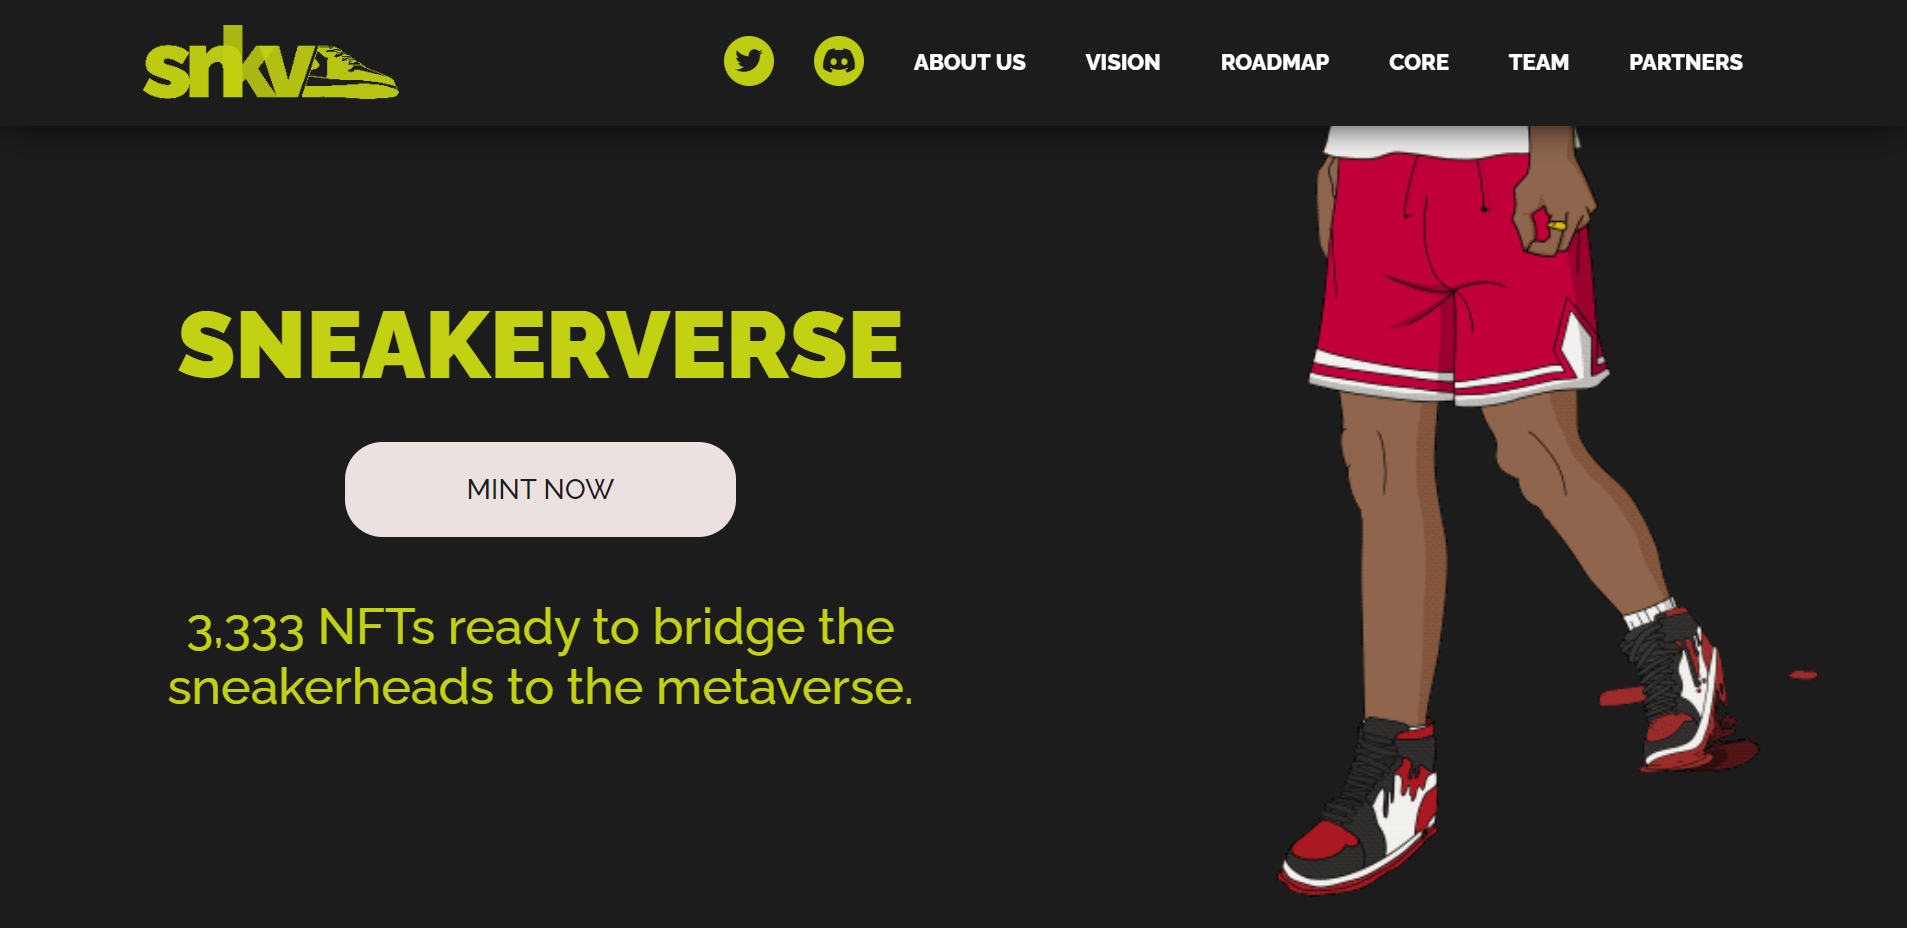 snkv
ABOUT US VISION ROADMAP CORE TEAM PARTNERS
SNEAKERVERSE
MINT NOW
3,333 NFTs ready to bridge the
sneakerheads to the metaverse.